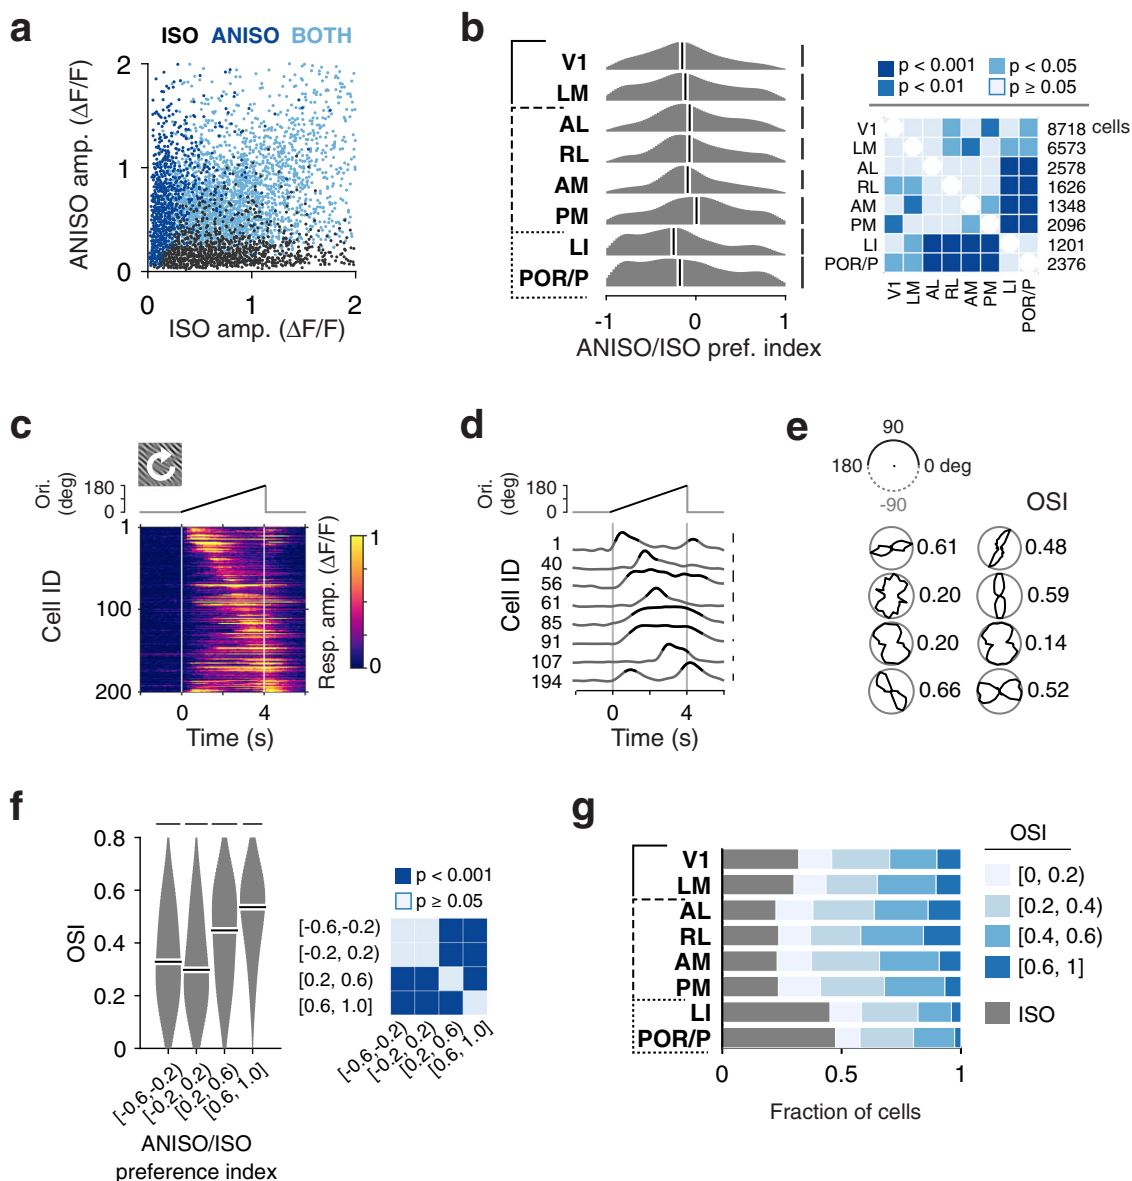 a
ISO ANISO BOTH
2
1
0
ANISO amp. (ΔF/F)
0 1 2
ISO amp. (ΔF/F)
b
V1
LM
AL
RL
AM
PM
LI
POR/P
-1 0 1
ANISO/ISO pref. index
p < 0.001 p < 0.05
p < 0.01 p ≥ 0.05
V1 8718 cells
LM 6573
AL 2578
RL 1626
AM 1348
PM 2096
LI 1201
POR/P 2376
V1 LM AL RL AM PM LI POR/P
c
Ori. (deg)
180
0
Cell ID
1
100
200
0 4
Time (s)
Resp. amp. (ΔF/F)
1
0
d
Ori. (deg)
180
0
Cell ID
1
40
56
61
85
91
107
194
0 4
Time (s)
e
90
180 0 deg
-90
OSI
0.61 0.48
0.20 0.59
0.20 0.14
0.66 0.52
f
OSI
0.8
0.6
0.4
0.2
0
[-0.6,-0.2) [-0.2, 0.2) [0.2, 0.6) [0.6, 1.0]
ANISO/ISO
preference index
p < 0.001
p ≥ 0.05
[-0.6,-0.2)
[-0.2, 0.2)
[0.2, 0.6)
[0.6, 1.0]
[-0.6,-0.2) [-0.2, 0.2) [0.2, 0.6) [0.6, 1.0]
g
V1
LM
AL
RL
AM
PM
LI
POR/P
0 0.5 1
Fraction of cells
OSI
[0, 0.2)
[0.2, 0.4)
[0.4, 0.6)
[0.6, 1]
ISO